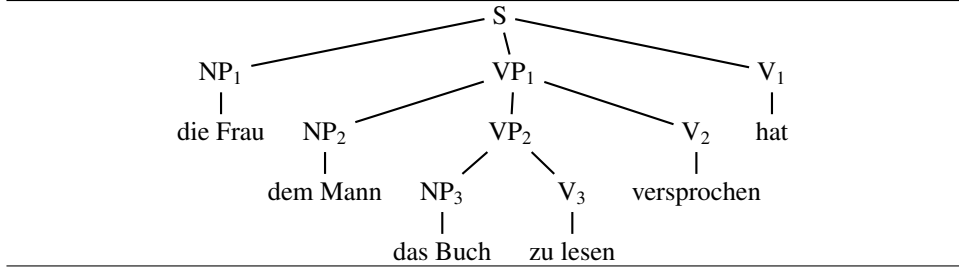 S
NP₁ VP₁ V₁
die Frau NP₂ VP₂ V₂ hat
dem Mann NP₃ V₃ versprochen
das Buch zu lesen